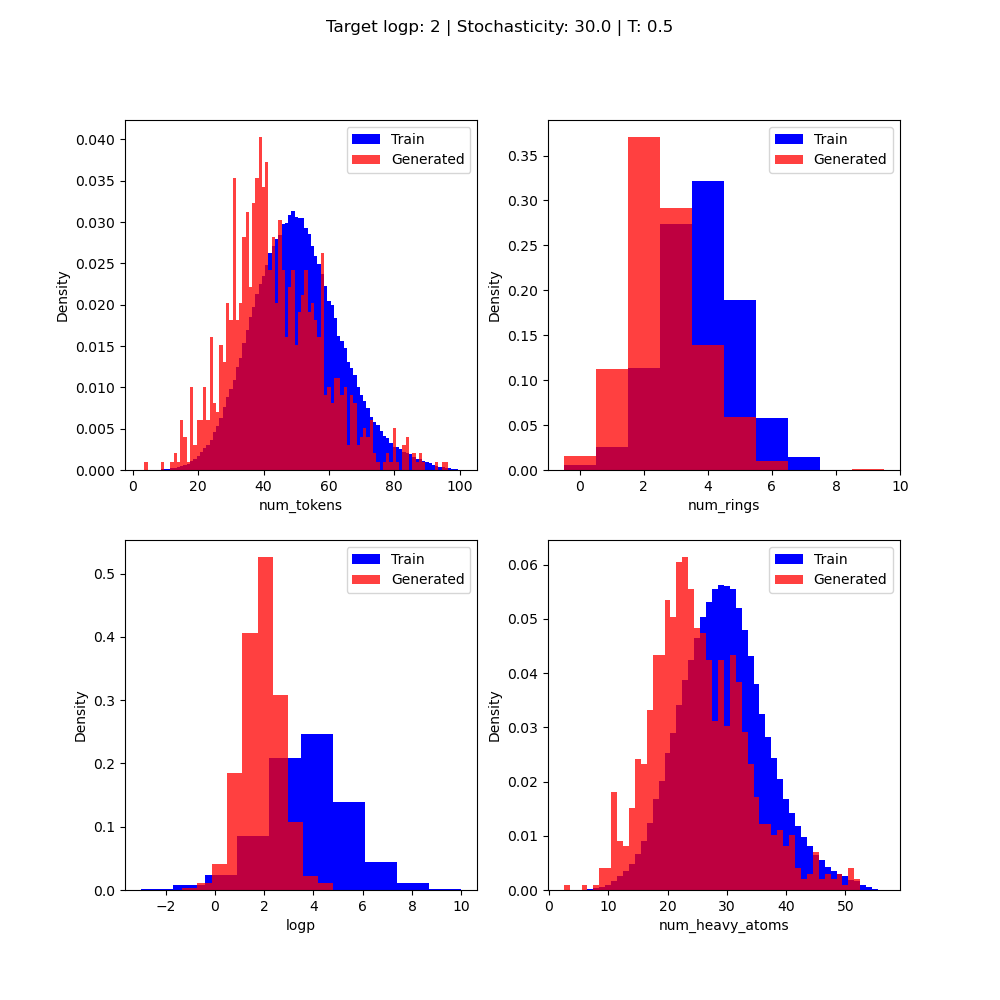 Target logp: 2 | Stochasticity: 30.0 | T: 0.5
Train
Generated
0.040
0.035
0.030
0.025
0.020
0.015
0.010
0.005
0.000
Density
0 20 40 60 80 100
num_tokens
Train
Generated
0.35
0.30
0.25
0.20
0.15
0.10
0.05
0.00
Density
0 2 4 6 8 10
num_rings
Train
Generated
0.5
0.4
0.3
0.2
0.1
0.0
Density
−2 0 2 4 6 8 10
logp
Train
Generated
0.06
0.05
0.04
0.03
0.02
0.01
0.00
Density
0 10 20 30 40 50
num_heavy_atoms